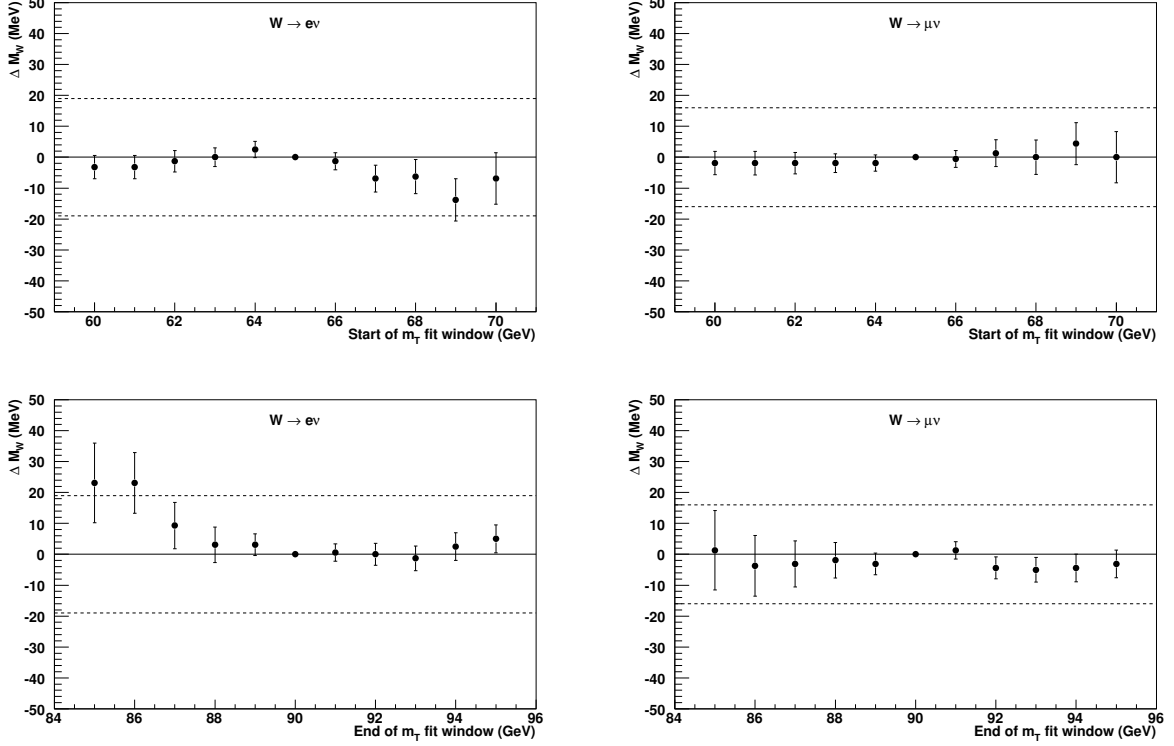 Δ M_W (MeV)
W → eν
50
40
30
20
10
0
-10
-20
-30
-40
-50
60 62 64 66 68 70
Start of m_T fit window (GeV)
Δ M_W (MeV)
W → μν
50
40
30
20
10
0
-10
-20
-30
-40
-50
60 62 64 66 68 70
Start of m_T fit window (GeV)
Δ M_W (MeV)
W → eν
50
40
30
20
10
0
-10
-20
-30
-40
-50
84 86 88 90 92 94 96
End of m_T fit window (GeV)
Δ M_W (MeV)
W → μν
50
40
30
20
10
0
-10
-20
-30
-40
-50
84 86 88 90 92 94 96
End of m_T fit window (GeV)